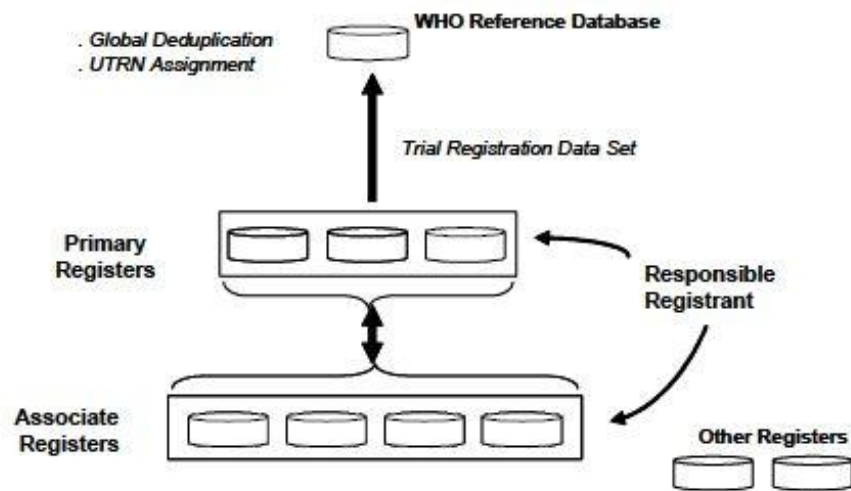 WHO Reference Database
. Global Deduplication
. UTRN Assignment
Trial Registration Data Set
Primary
Registers
Responsible
Registrant
Associate
Registers
Other Registers